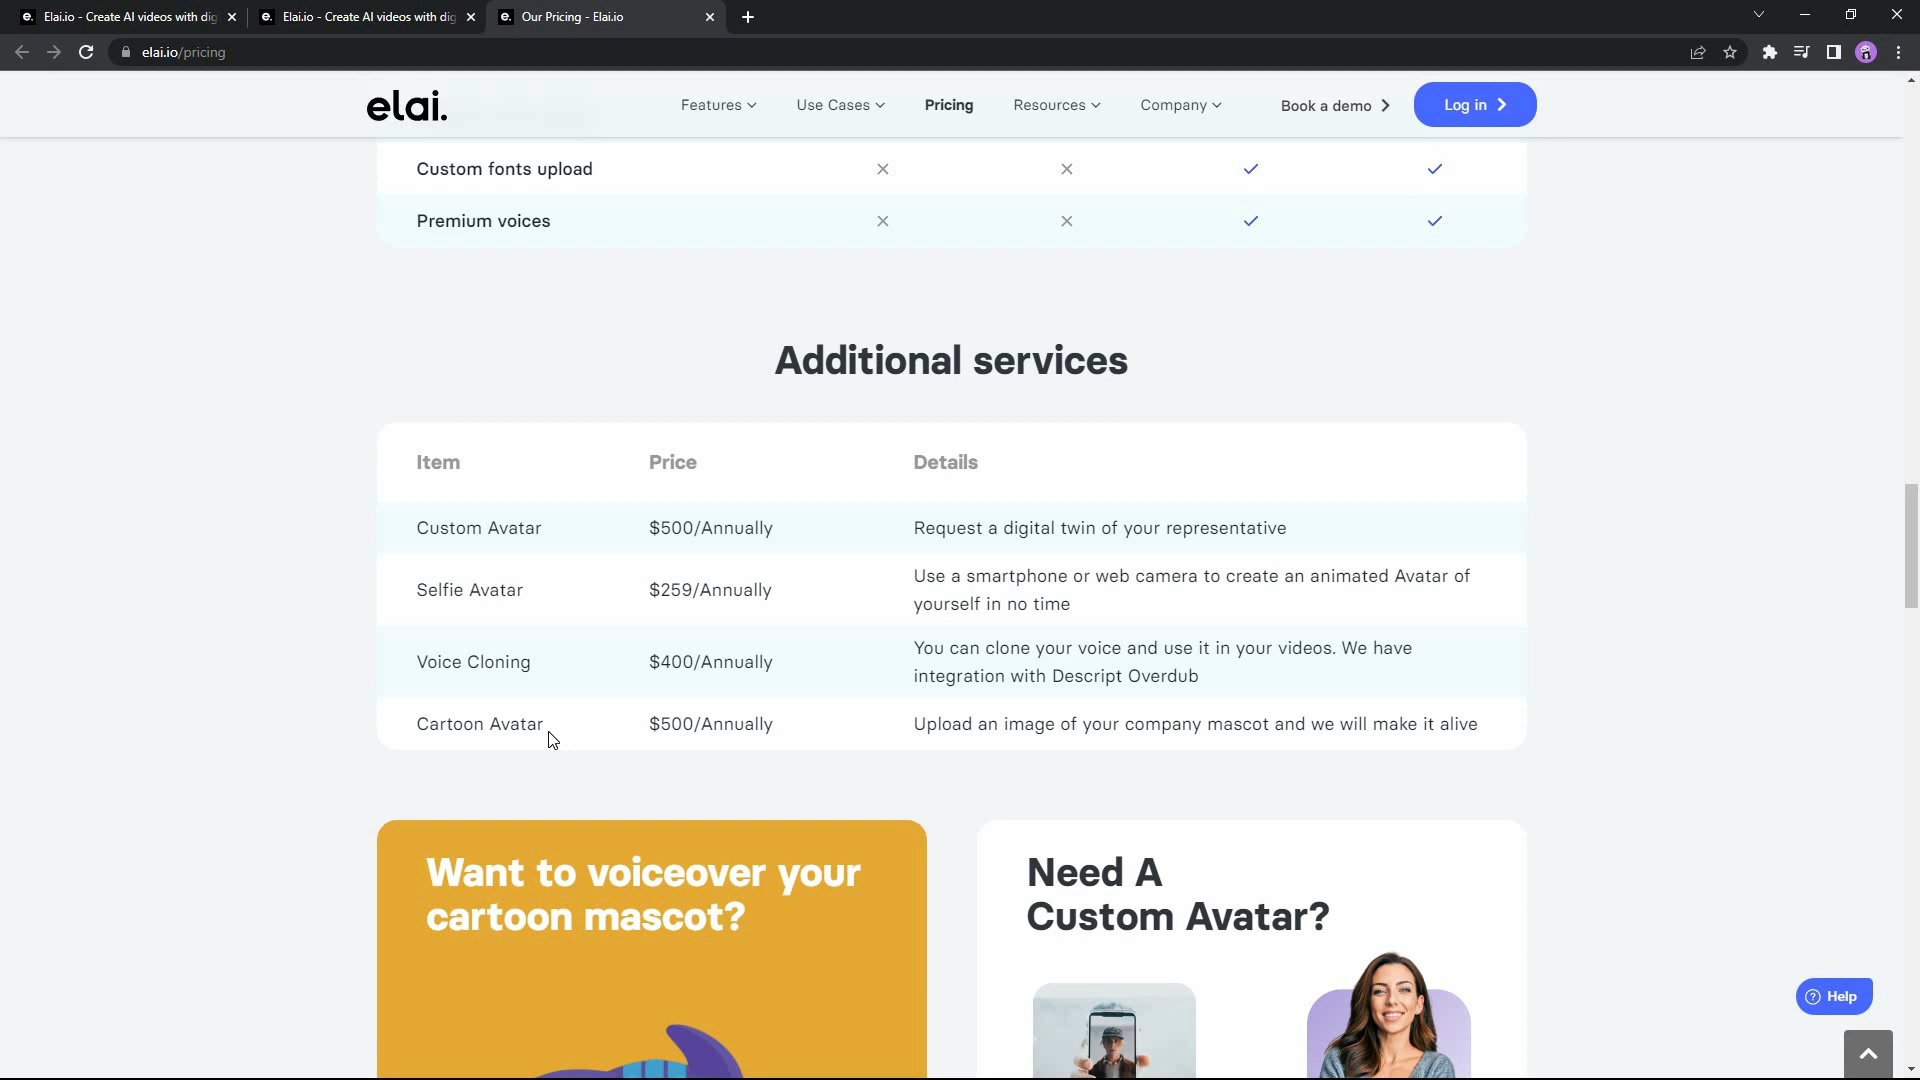 Elai.io - Create AI videos with dig
Elai.io - Create AI videos with dig
Our Pricing - Elai.io
elai.io/pricing
elai.
Features
Use Cases
Pricing
Resources
Company
Book a demo
Log in
Custom fonts upload
Premium voices
Additional services
Item Price Details
Custom Avatar $500/Annually Request a digital twin of your representative
Selfie Avatar $259/Annually Use a smartphone or web camera to create an animated Avatar of
yourself in no time
Voice Cloning $400/Annually You can clone your voice and use it in your videos. We have
integration with Descript Overdub
Cartoon Avatar $500/Annually Upload an image of your company mascot and we will make it alive
Want to voiceover your
cartoon mascot?
Need A
Custom Avatar?
Help